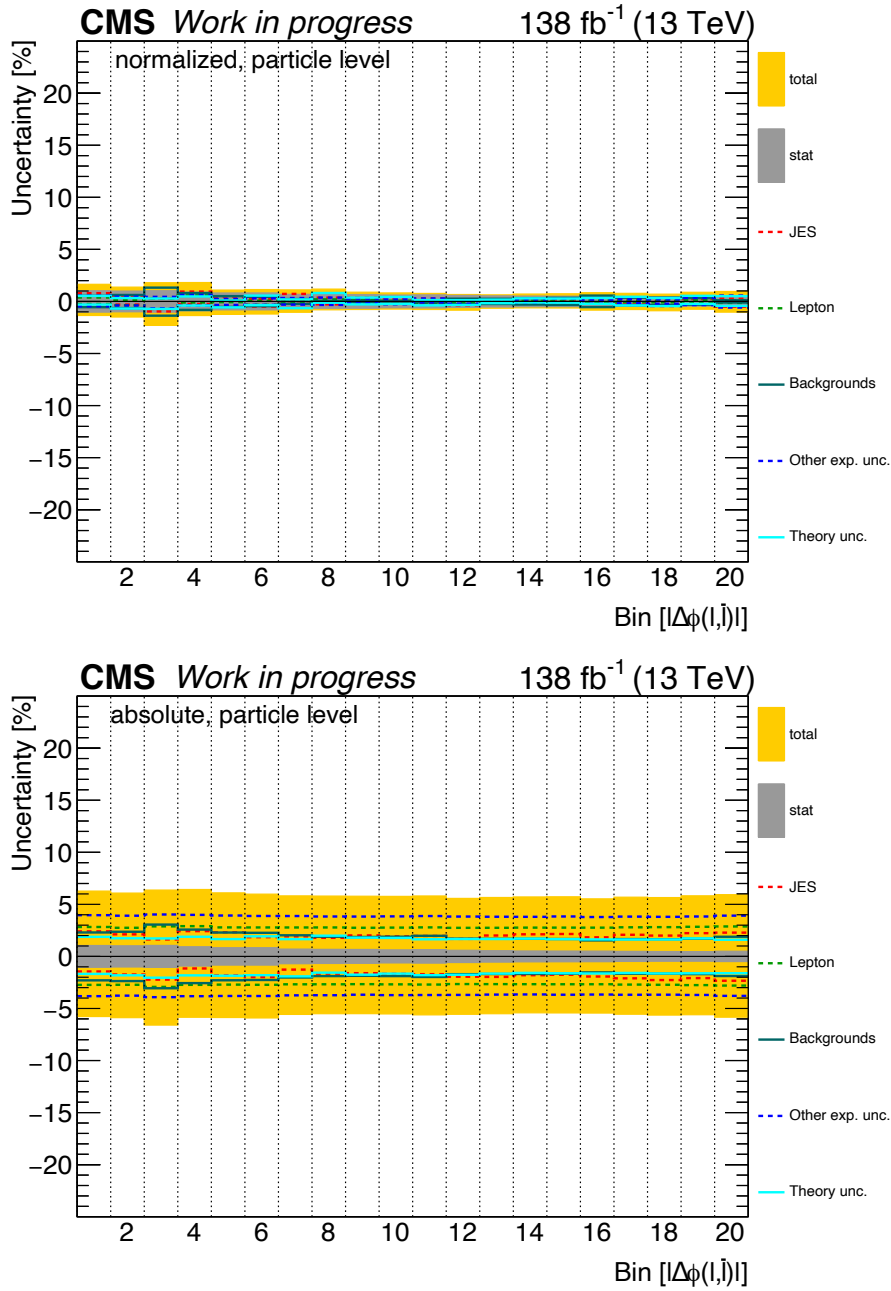 CMS Work in progress 138 fb⁻¹ (13 TeV)
normalized, particle level
Uncertainty [%]
20
15
10
5
0
−5
−10
−15
−20
2 4 6 8 10 12 14 16 18 20
Bin [|Δϕ(l,l̄)|]
total
stat
JES
Lepton
Backgrounds
Other exp. unc.
Theory unc.
CMS Work in progress 138 fb⁻¹ (13 TeV)
absolute, particle level
Uncertainty [%]
20
15
10
5
0
−5
−10
−15
−20
2 4 6 8 10 12 14 16 18 20
Bin [|Δϕ(l,l̄)|]
total
stat
JES
Lepton
Backgrounds
Other exp. unc.
Theory unc.